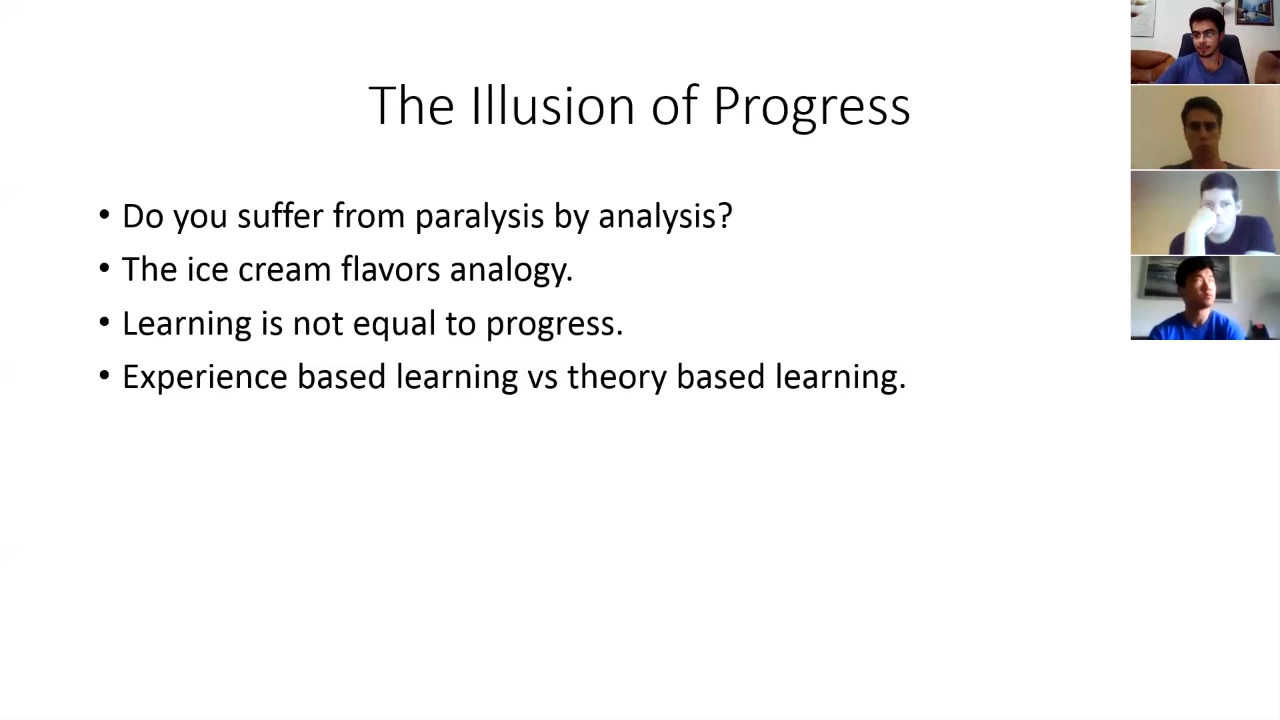 The Illusion of Progress
• Do you suffer from paralysis by analysis?
• The ice cream flavors analogy.
• Learning is not equal to progress.
• Experience based learning vs theory based learning.